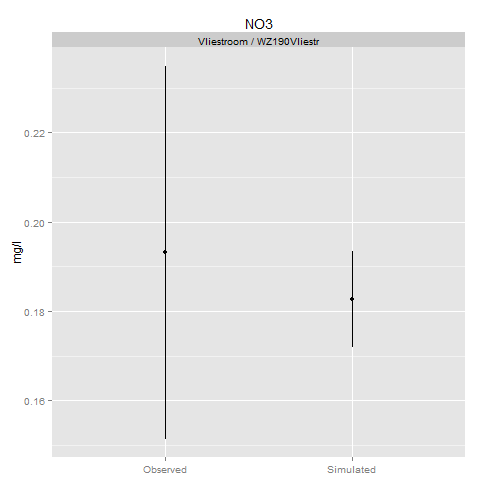 NO3
Vliestroom / WZ190Vliestr
0.22
0.20
0.18
0.16
mg/l
Observed Simulated